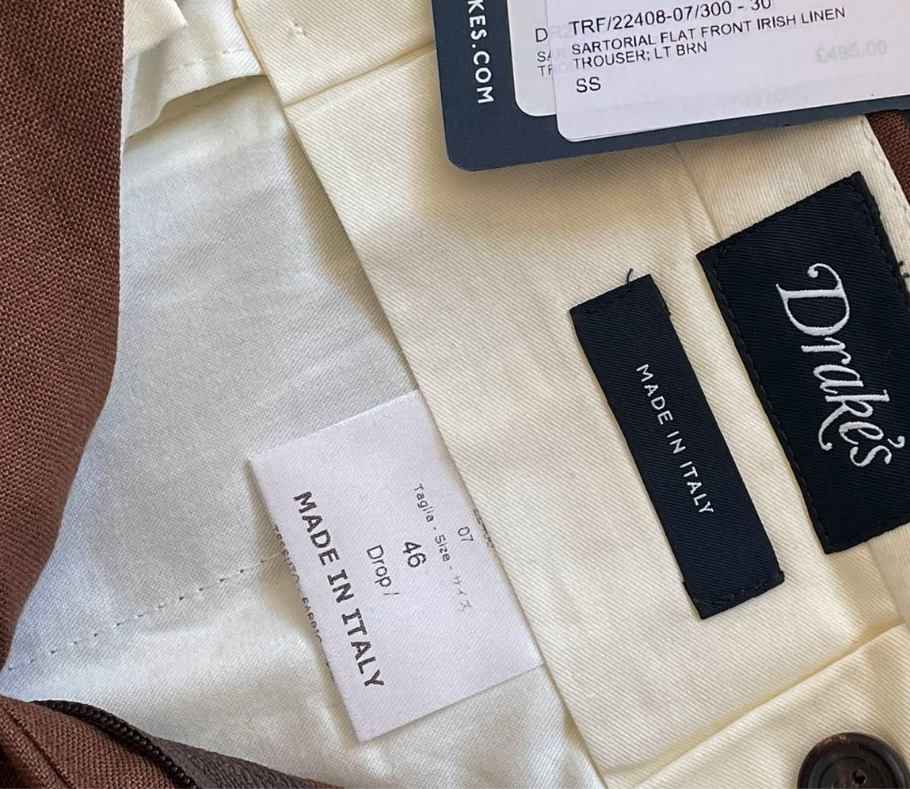 KES.COM
TRF/22408-07/300 - 30
SARTORIAL FLAT FRONT IRISH LINEN
TROUSER; LT BRN
£495.00
SS
Drake's
MADE IN ITALY
07
Taglia - Size - サイズ
46
Drop /
MADE IN ITALY